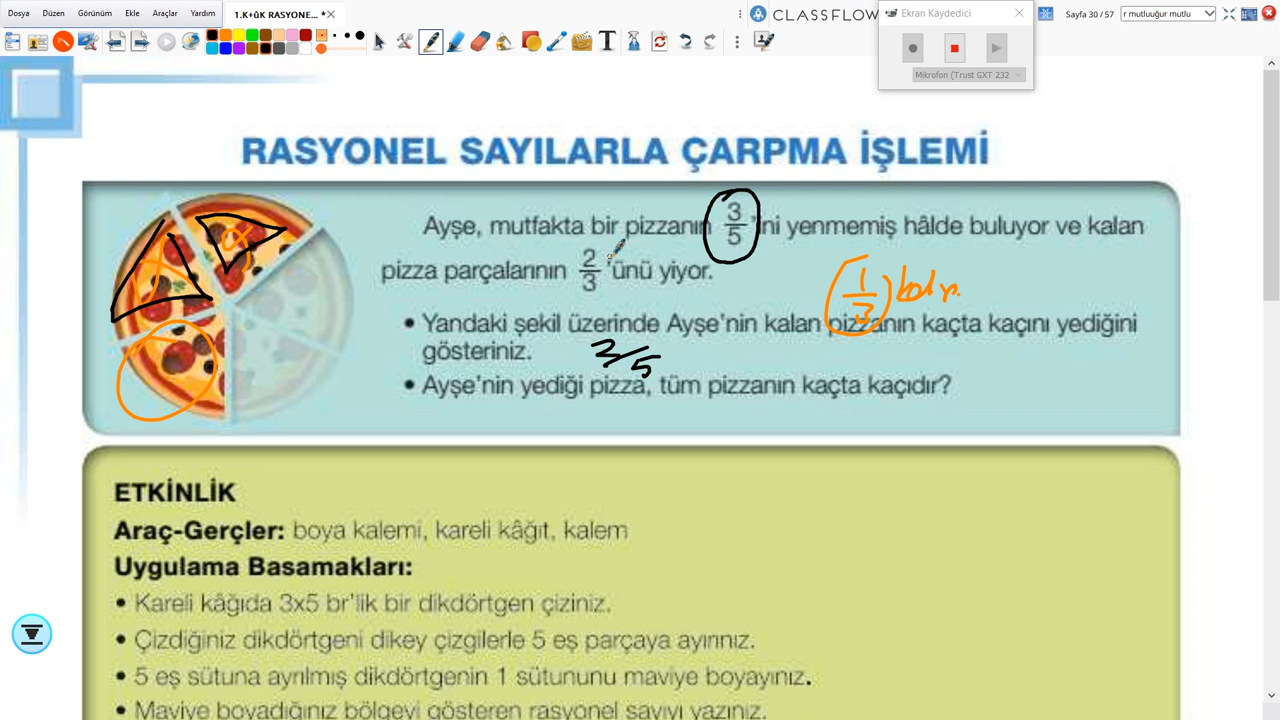 Dosya Düzen Görünüm Ekle Araçlar Yardım 1.K+ûK RASYONE... *
CLASSFLOW
Ekran Kaydedici
Sayfa 30 / 57
r mutluuğur mutlu
Mikrofon (Trust GXT 232
RASYONEL SAYILARLA ÇARPMA İŞLEMİ
Ayşe, mutfakta bir pizzanın 3/5 'ini yenmemiş hâlde buluyor ve kalan
pizza parçalarının 2/3 'ünü yiyor.
1/3
• Yandaki şekil üzerinde Ayşe'nin kalan pizzanın kaçta kaçını yediğini
gösteriniz.
2/5
• Ayşe'nin yediği pizza, tüm pizzanın kaçta kaçıdır?
ETKİNLİK
Araç-Gerçler: boya kalemi, kareli kâğıt, kalem
Uygulama Basamakları:
• Kareli kâğıda 3x5 br'lik bir dikdörtgen çiziniz.
• Çizdiğiniz dikdörtgeni dikey çizgilerle 5 eş parçaya ayırınız.
• 5 eş sütuna ayrılmış dikdörtgenin 1 sütununu maviye boyayınız.
• Maviye boyadığınız bölgeyi gösteren rasyonel sayıyı yazınız.